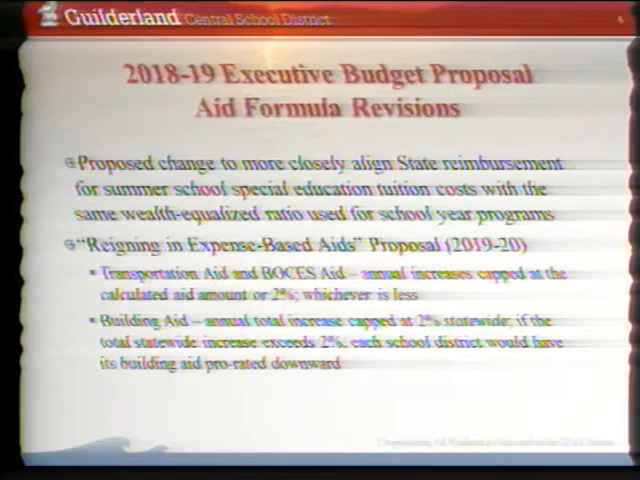 Guilderland Central School District
2018-19 Executive Budget Proposal
Aid Formula Revisions
Proposed change to more closely align State reimbursement
for summer school special education tuition costs with the
same wealth-equalized ratio used for school year programs
"Reigning in Expense-Based Aids" Proposal (2019-20)
Transportation Aid and BOCES Aid – annual increases capped at the
calculated aid amount or 2%, whichever is less
Building Aid – annual total increase capped at 2% statewide; if the
total statewide increase exceeds 2%, each school district would have
its building aid pro-rated downward